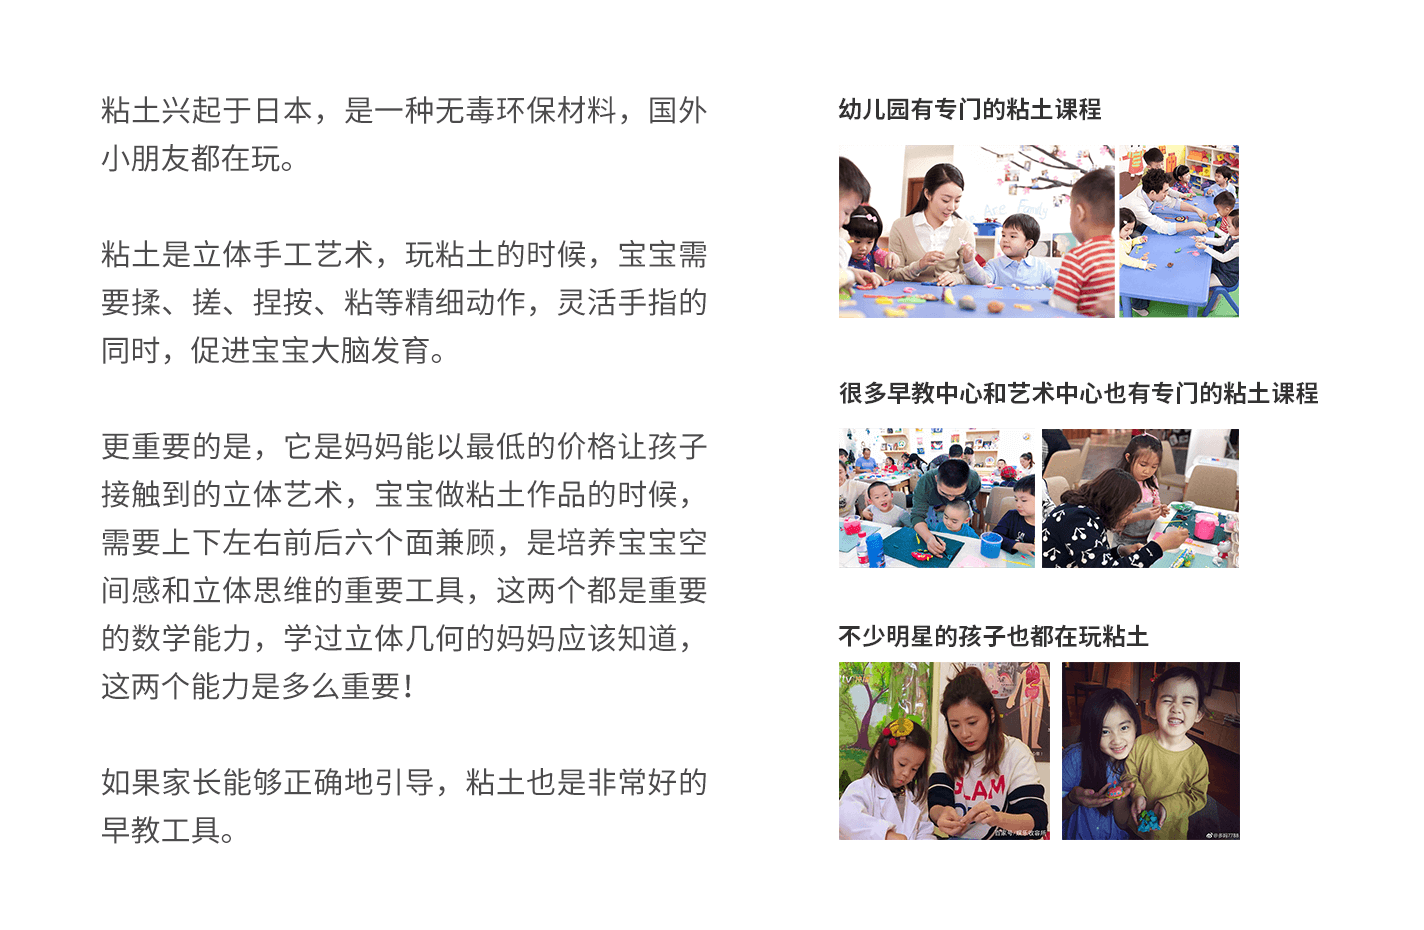 粘土兴起于日本，是一种无毒环保材料，国外
小朋友都在玩。
粘土是立体手工艺术，玩粘土的时候，宝宝需
要揉、搓、捏按、粘等精细动作，灵活手指的
同时，促进宝宝大脑发育。
更重要的是，它是妈妈能以最低的价格让孩子
接触到的立体艺术，宝宝做粘土作品的时候，
需要上下左右前后六个面兼顾，是培养宝宝空
间感和立体思维的重要工具，这两个都是重要
的数学能力，学过立体几何的妈妈应该知道，
这两个能力是多么重要！
如果家长能够正确地引导，粘土也是非常好的
早教工具。
幼儿园有专门的粘土课程
Are Family
很多早教中心和艺术中心也有专门的粘土课程
不少明星的孩子也都在玩粘土
tv
GLAM
百家号/娱乐妆容所